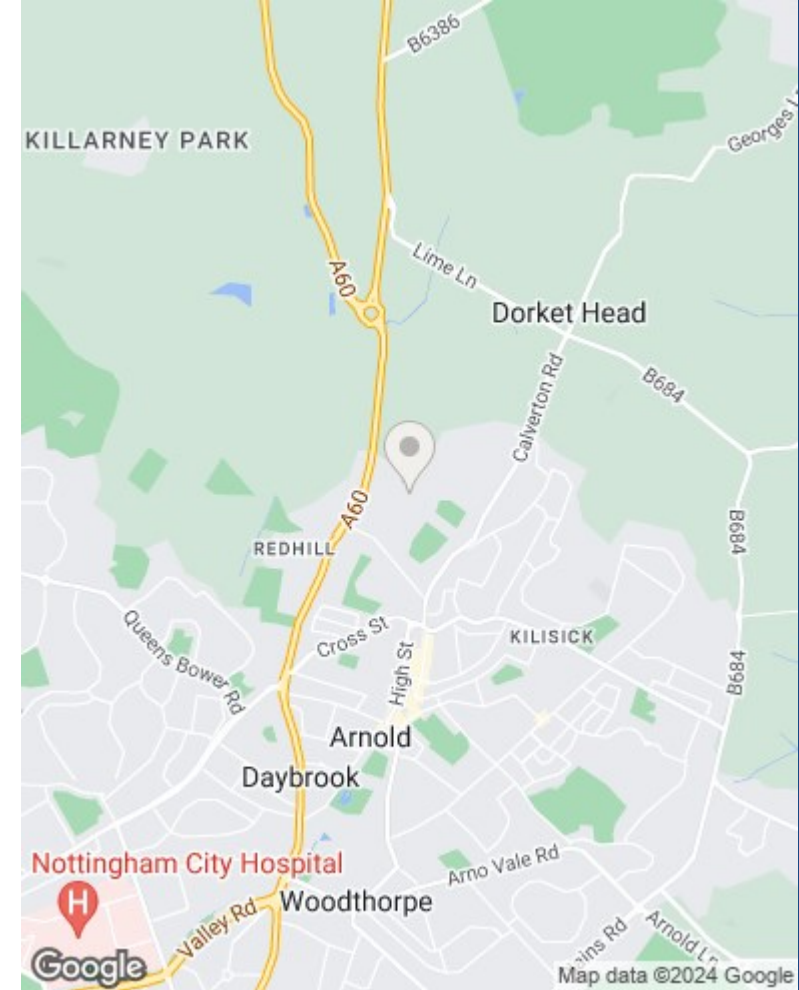 B6386
KILLARNEY PARK
Georges L
Lime Ln
A60
Dorket Head
Calverton Rd
B684
A60
B684
REDHILL
Queens Bower Rd
Cross St
High St
KILISICK
B684
Arnold
Daybrook
Nottingham City Hospital
H
Arno Vale Rd
Woodthorpe
Valley Rd
ains Rd
Arnold Ln
Google
Map data ©2024 Google